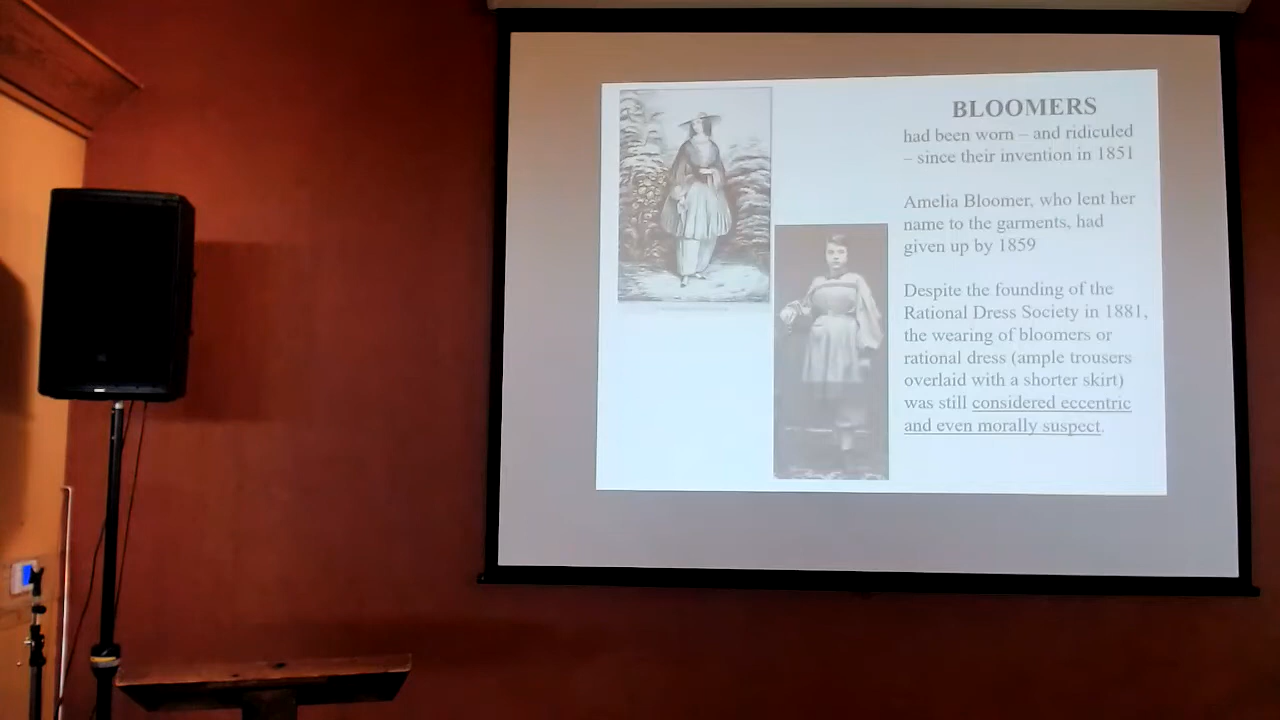 BLOOMERS
had been worn – and ridiculed
– since their invention in 1851
Amelia Bloomer, who lent her
name to the garments, had
given up by 1859
Despite the founding of the
Rational Dress Society in 1881,
the wearing of bloomers or
rational dress (ample trousers
overlaid with a shorter skirt)
was still considered eccentric
and even morally suspect.